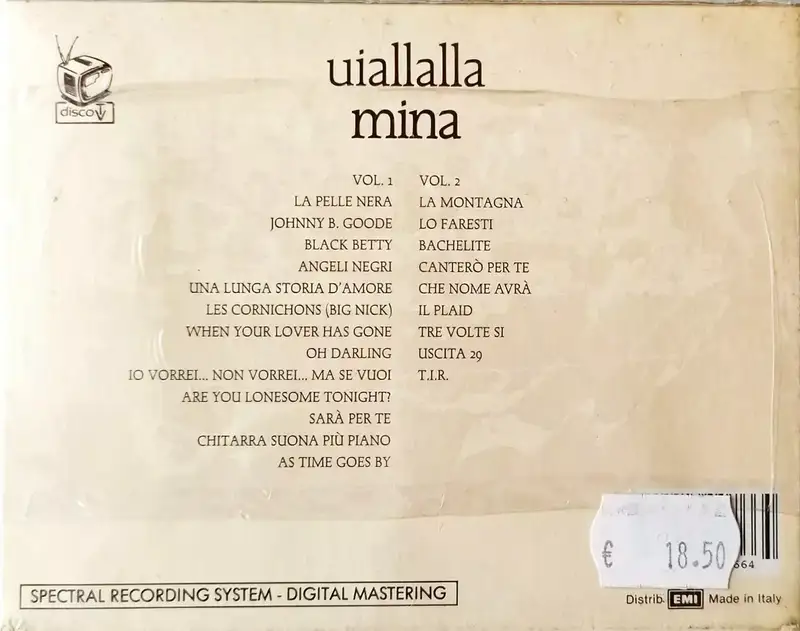 discoTV
uiallalla
mina
VOL. 1
LA PELLE NERA
JOHNNY B. GOODE
BLACK BETTY
ANGELI NEGRI
UNA LUNGA STORIA D'AMORE
LES CORNICHONS (BIG NICK)
WHEN YOUR LOVER HAS GONE
OH DARLING
IO VORREI... NON VORREI... MA SE VUOI
ARE YOU LONESOME TONIGHT?
SARÀ PER TE
CHITARRA SUONA PIÙ PIANO
AS TIME GOES BY
VOL. 2
LA MONTAGNA
LO FARESTI
BACHELITE
CANTERÒ PER TE
CHE NOME AVRÀ
IL PLAID
TRE VOLTE SI
USCITA 29
T.I.R.
€ 18.50
SPECTRAL RECORDING SYSTEM - DIGITAL MASTERING
Distrib. EMI Made in Italy